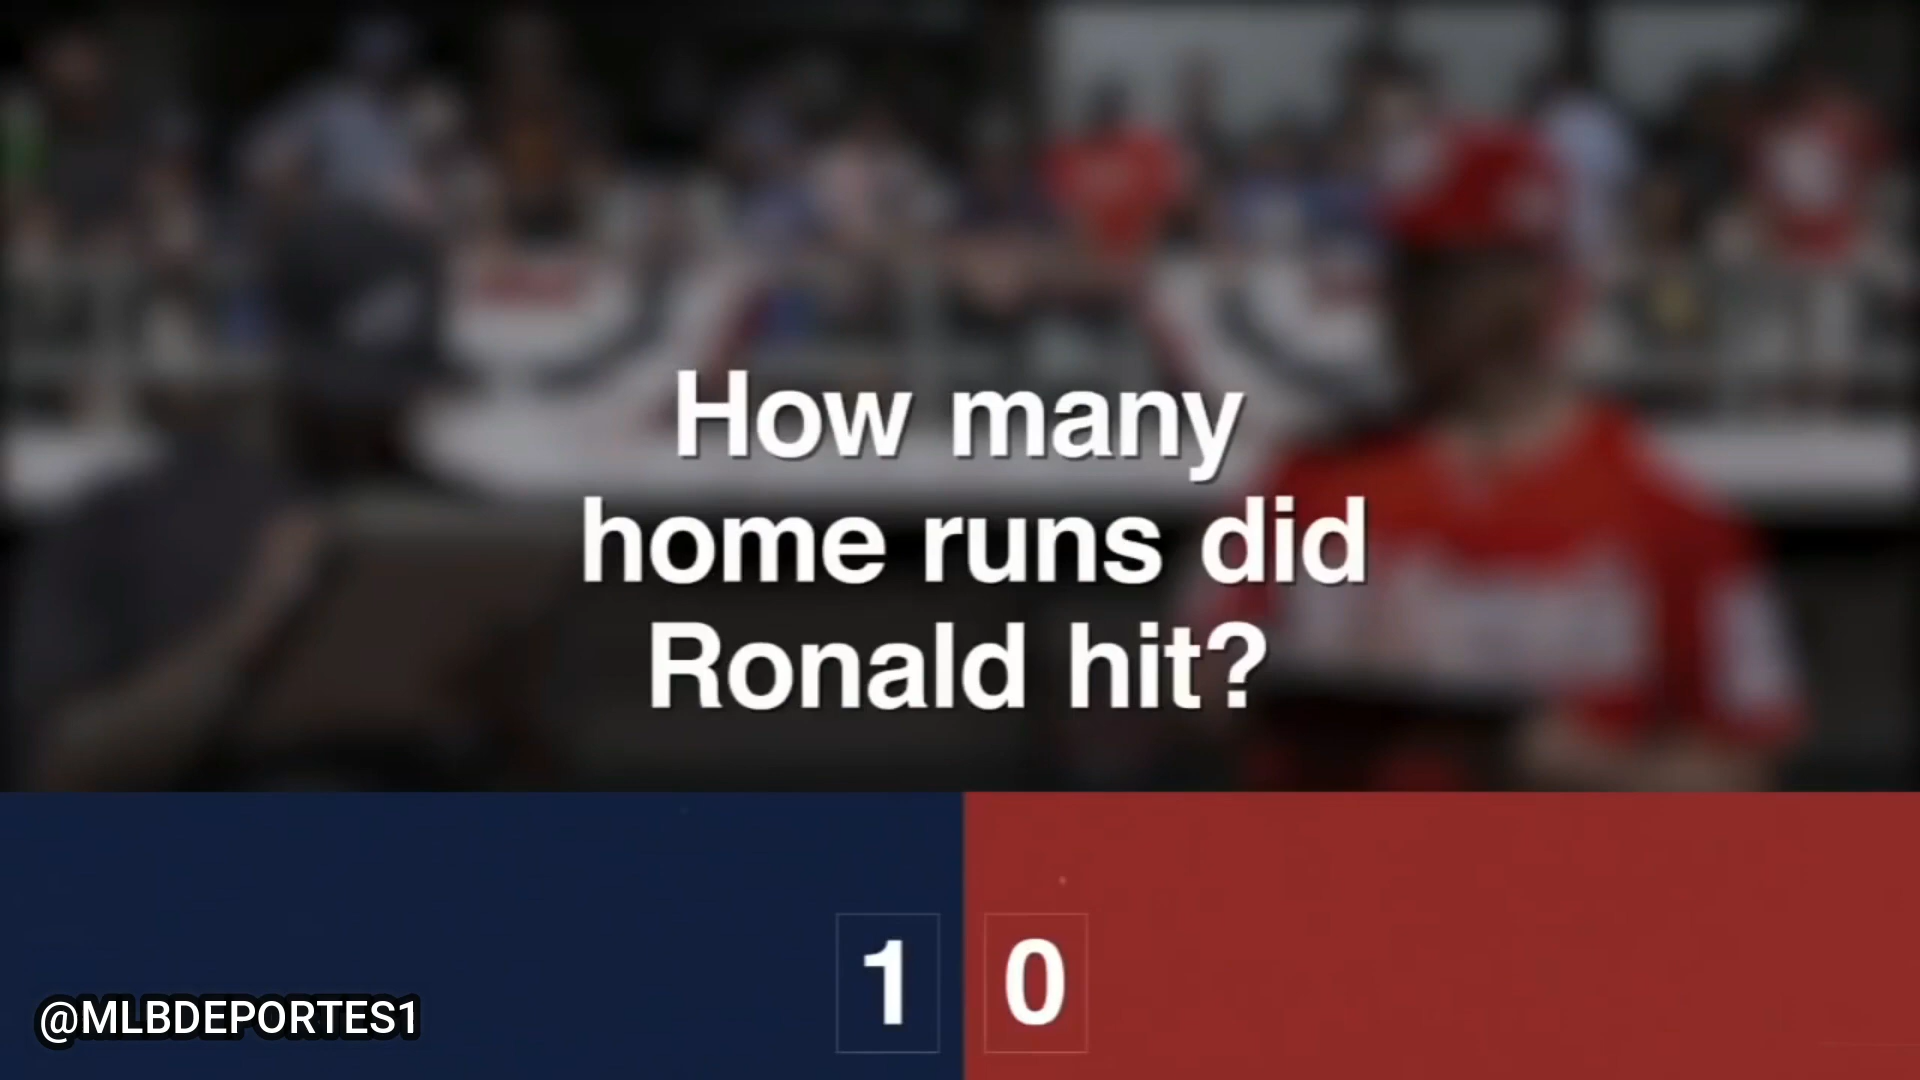 How many
home runs did
Ronald hit?
1 0
@MLBDEPORTES1